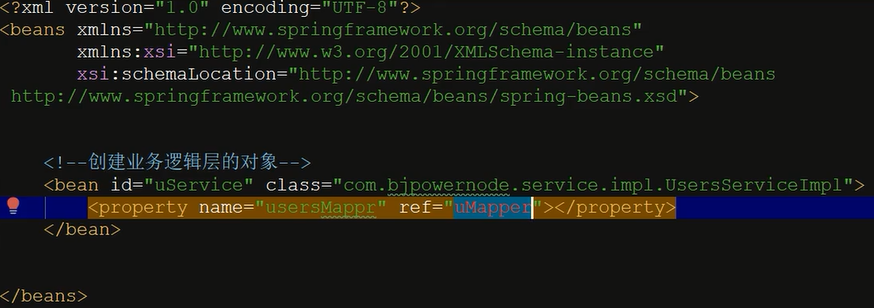 <?xml version="1.0" encoding="UTF-8"?>
<beans xmlns="http://www.springframework.org/schema/beans"
xmlns:xsi="http://www.w3.org/2001/XMLSchema-instance"
xsi:schemaLocation="http://www.springframework.org/schema/beans
http://www.springframework.org/schema/beans/spring-beans.xsd">
<!--创建业务逻辑层的对象-->
<bean id="uService" class="com.bjpowernode.service.impl.UsersServiceImpl">
<property name="usersMappr" ref="uMapper"></property>
</bean>
</beans>